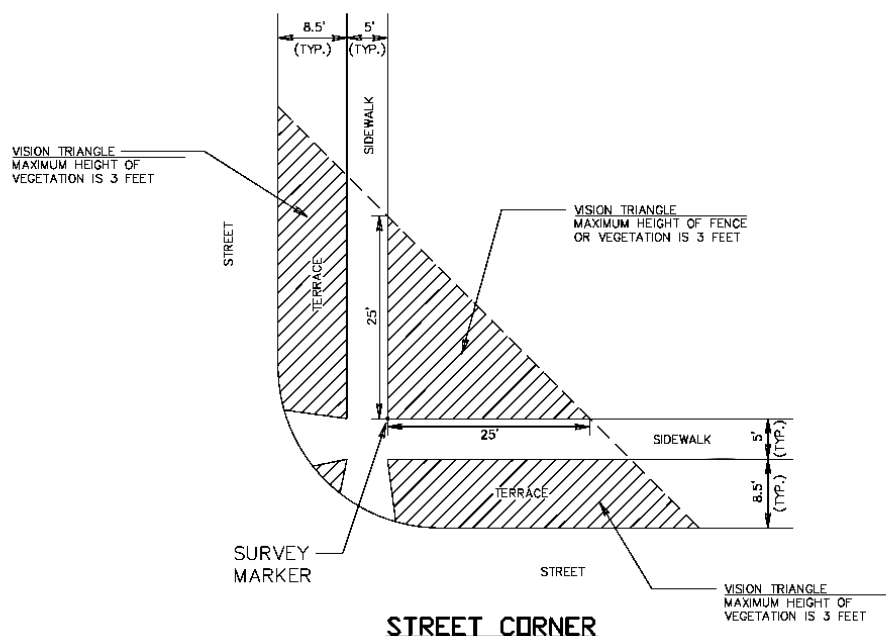 8.5'
(TYP.)
5'
(TYP.)
SIDEWALK
VISION TRIANGLE
MAXIMUM HEIGHT OF
VEGETATION IS 3 FEET
VISION TRIANGLE
MAXIMUM HEIGHT OF FENCE
OR VEGETATION IS 3 FEET
STREET
TERRACE
25'
25'
SIDEWALK
5'
(TYP.)
TERRACE
8.5'
(TYP.)
SURVEY
MARKER
STREET
VISION TRIANGLE
MAXIMUM HEIGHT OF
VEGETATION IS 3 FEET
STREET CORNER